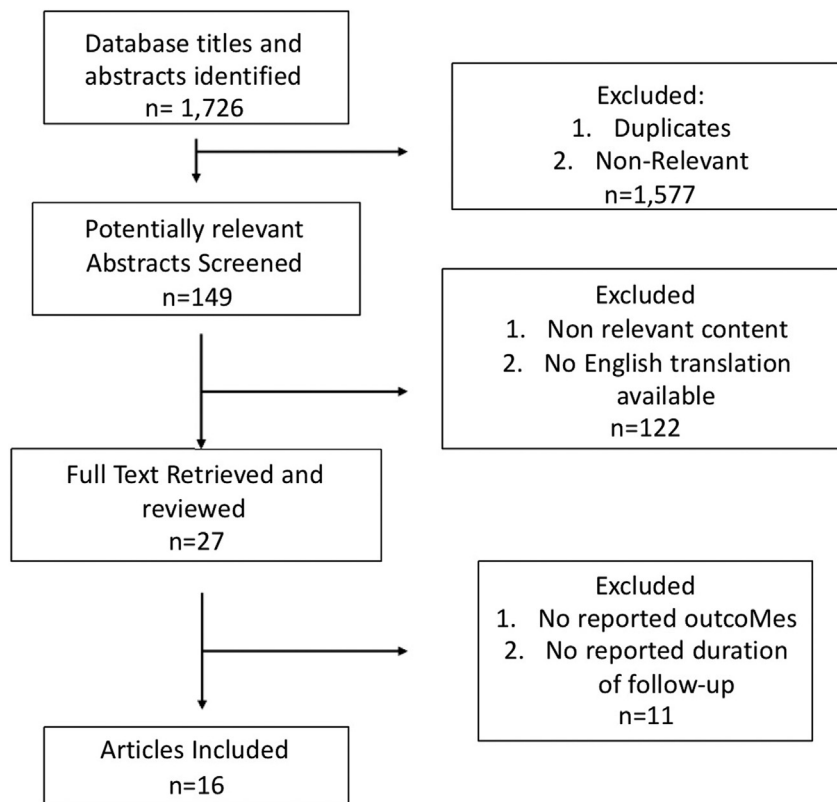 Database titles and
abstracts identified
n= 1,726
Excluded:
1. Duplicates
2. Non-Relevant
n=1,577
Potentially relevant
Abstracts Screened
n=149
Excluded
1. Non relevant content
2. No English translation
available
n=122
Full Text Retrieved and
reviewed
n=27
Excluded
1. No reported outcoMes
2. No reported duration
of follow-up
n=11
Articles Included
n=16